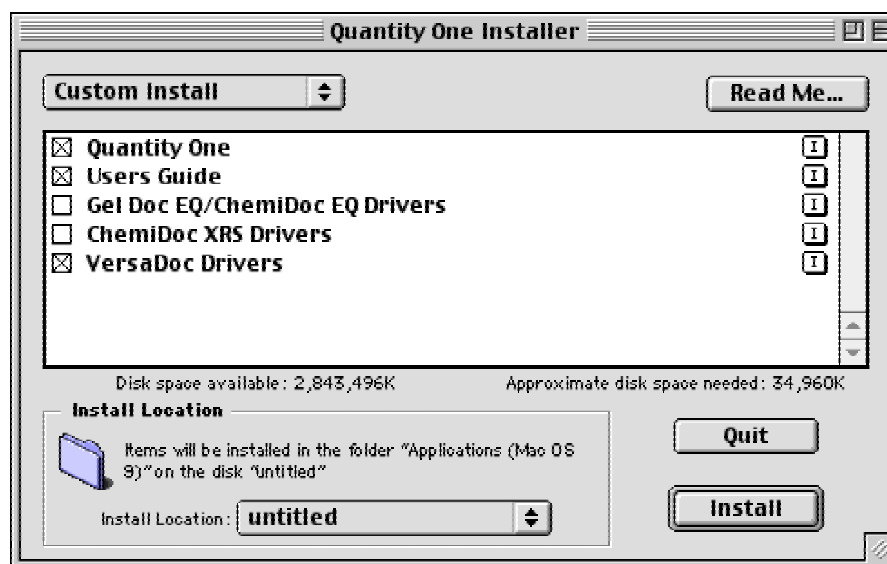 Quantity One Installer
Custom Install
Read Me...
Quantity One
I
Users Guide
I
Gel Doc EQ/ChemiDoc EQ Drivers
I
ChemiDoc XRS Drivers
I
VersaDoc Drivers
I
Disk space available: 2,843,496K
Approximate disk space needed: 34,960K
Install Location
Items will be installed in the folder "Applications (Mac OS
9)" on the disk "untitled"
Install Location: untitled
Quit
Install